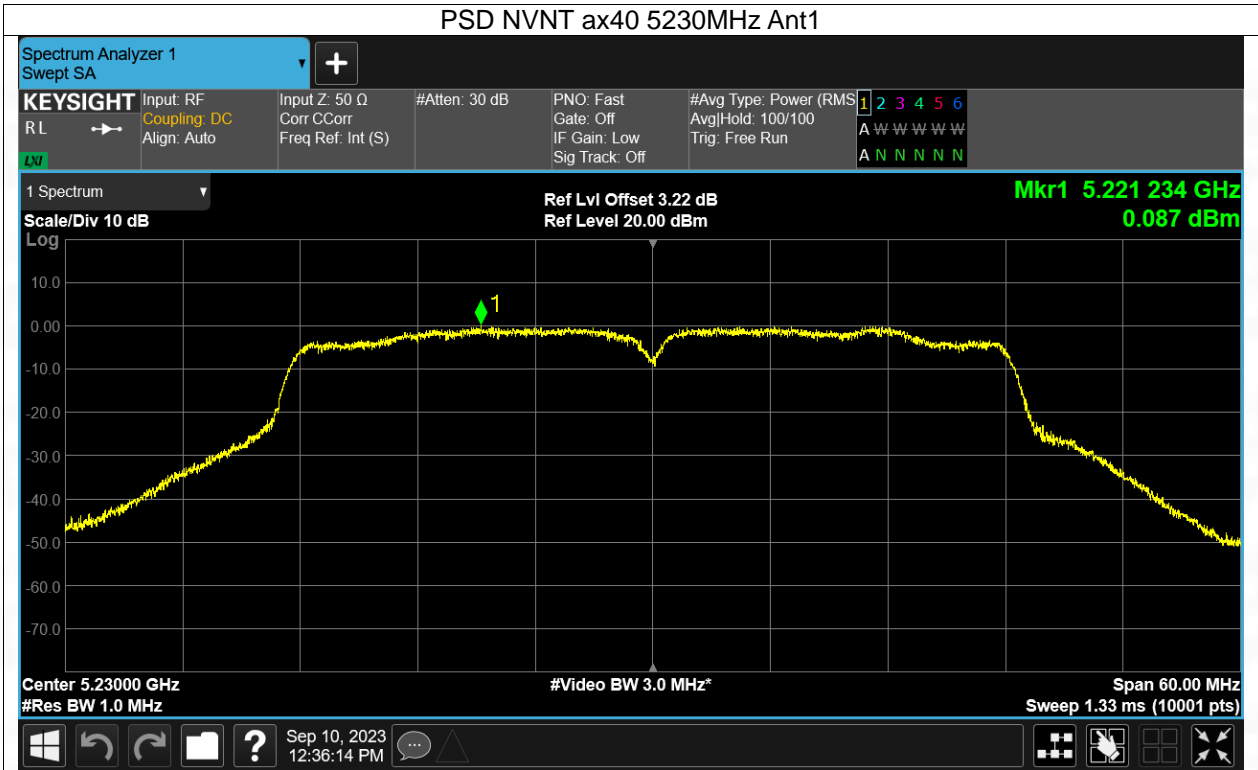 PSD NVNT ax40 5230MHz Ant1
Spectrum Analyzer 1
Swept SA
KEYSIGHT
R L
LXI
Input: RF
Coupling: DC
Align: Auto
Input Z: 50 Ω
Corr CCorr
Freq Ref: Int (S)
#Atten: 30 dB
PNO: Fast
Gate: Off
IF Gain: Low
Sig Track: Off
#Avg Type: Power (RMS
Avg|Hold: 100/100
Trig: Free Run
1 2 3 4 5 6
A W W W W W
A N N N N N
1 Spectrum
Scale/Div 10 dB
Log
Ref Lvl Offset 3.22 dB
Ref Level 20.00 dBm
Mkr1 5.221 234 GHz
0.087 dBm
10.0
0.00
-10.0
-20.0
-30.0
-40.0
-50.0
-60.0
-70.0
1
Center 5.23000 GHz
#Res BW 1.0 MHz
#Video BW 3.0 MHz*
Span 60.00 MHz
Sweep 1.33 ms (10001 pts)
?
Sep 10, 2023
12:36:14 PM